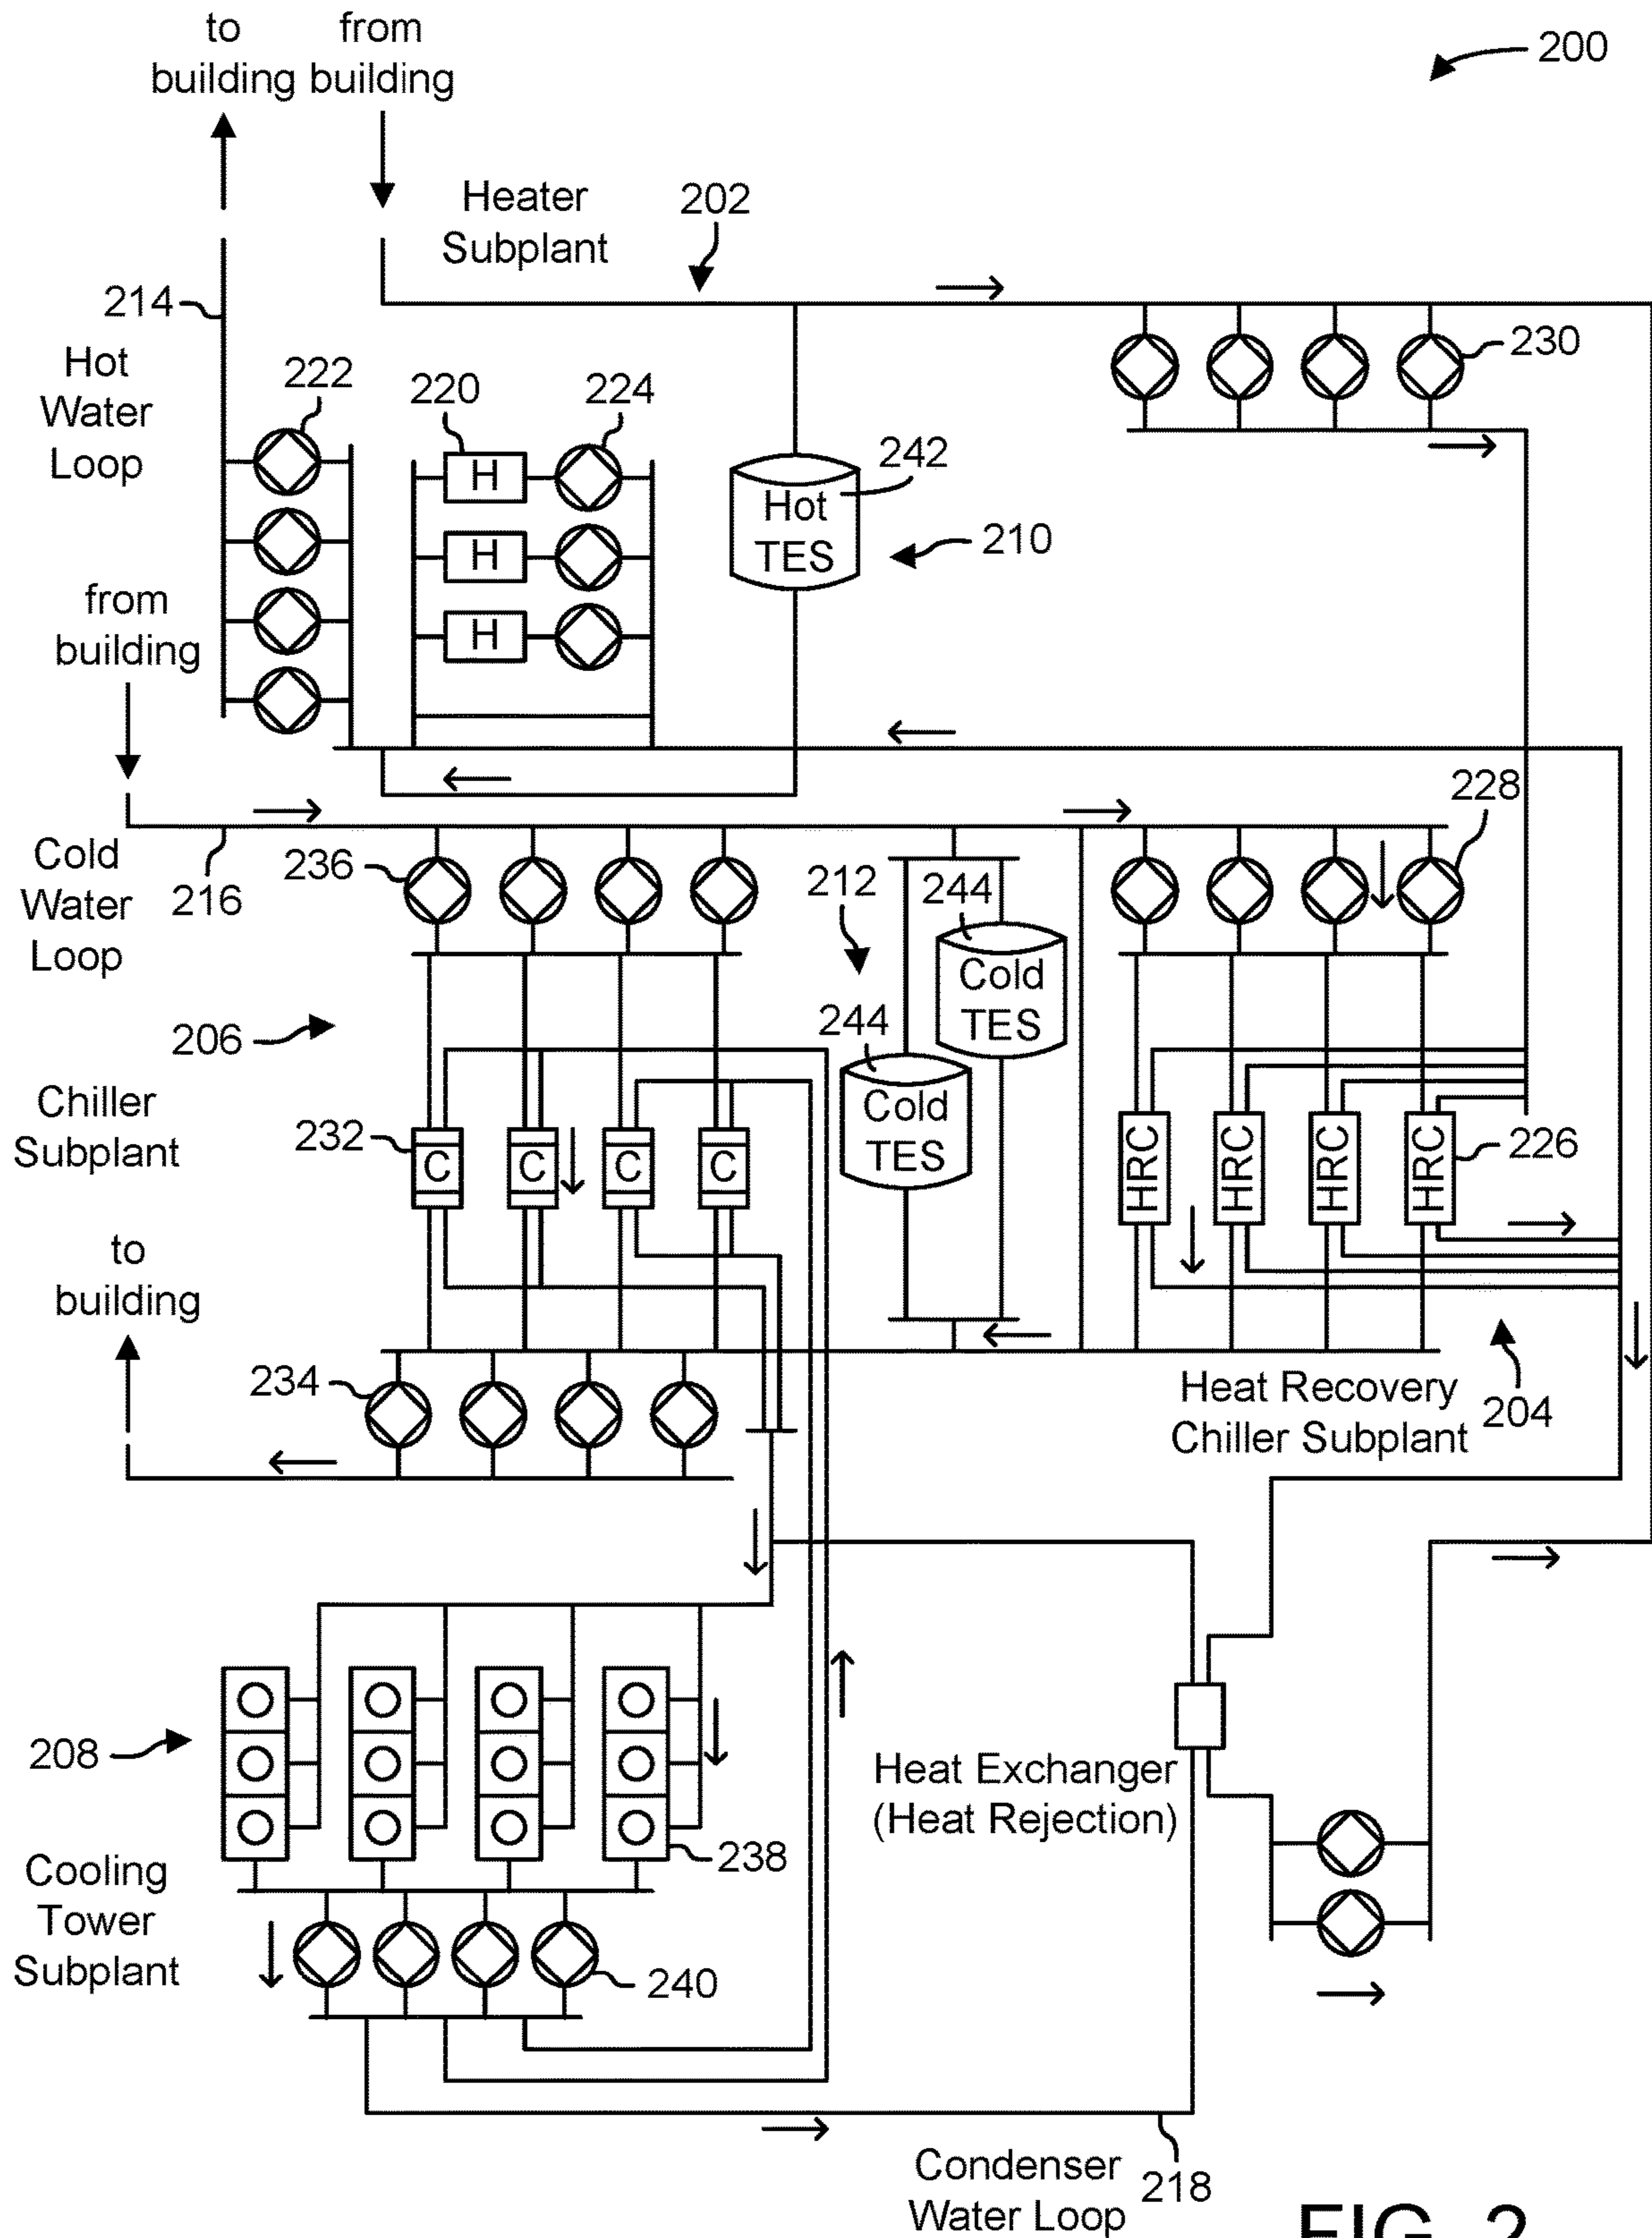 to from
building building
200
Heater
Subplant
202
214
Hot
Water
Loop
222
220
224
230
H
H
H
242
Hot
TES
210
from
building
228
Cold
Water
Loop
216
236
212
244
Cold
TES
244
Cold
TES
206
Chiller
Subplant
232
C
C
C
C
HRC
HRC
HRC
HRC
226
to
building
234
Heat Recovery
Chiller Subplant
204
208
Heat Exchanger
(Heat Rejection)
238
Cooling
Tower
Subplant
240
Condenser
Water Loop
218
FIG. 2